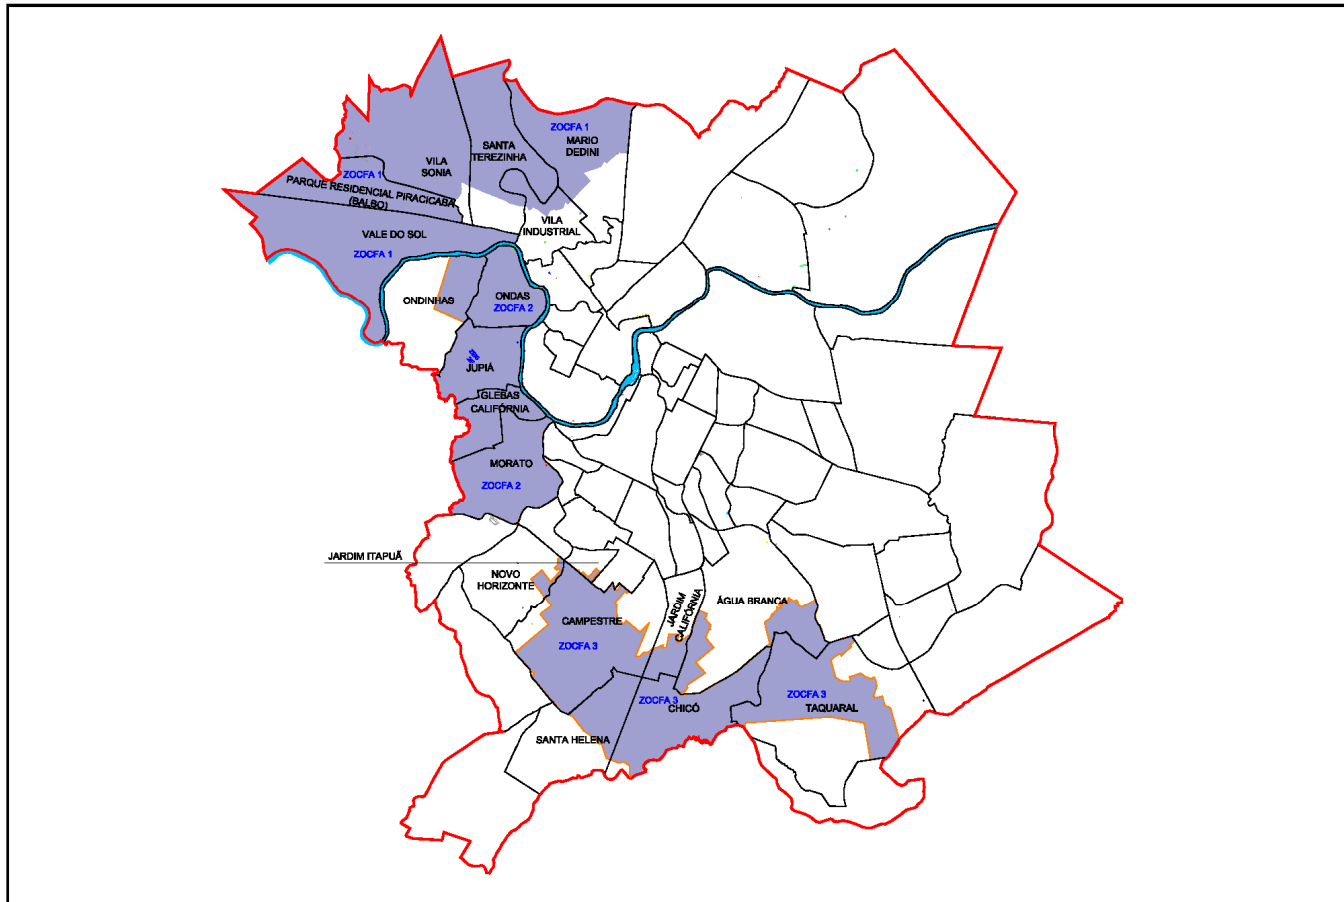 ZOCFA 1
MARIO
DEDINI
SANTA
TEREZINHA
VILA
SONIA
ZOCFA 1
PARQUE RESIDENCIAL PIRACICABA
(BALBO)
VILA
INDUSTRIAL
VALE DO SOL
ZOCFA 1
ONDINHAS
ONDAS
ZOCFA 2
JUPIÁ
GLEBAS
CALIFÓRNIA
MORATO
ZOCFA 2
JARDIM ITAPUÃ
NOVO
HORIZONTE
CAMPESTRE
ZOCFA 3
JARDIM
CALIFÓRNIA
ÁGUA BRANCA
ZOCFA 3
CHICÓ
ZOCFA 3
TAQUARAL
SANTA HELENA